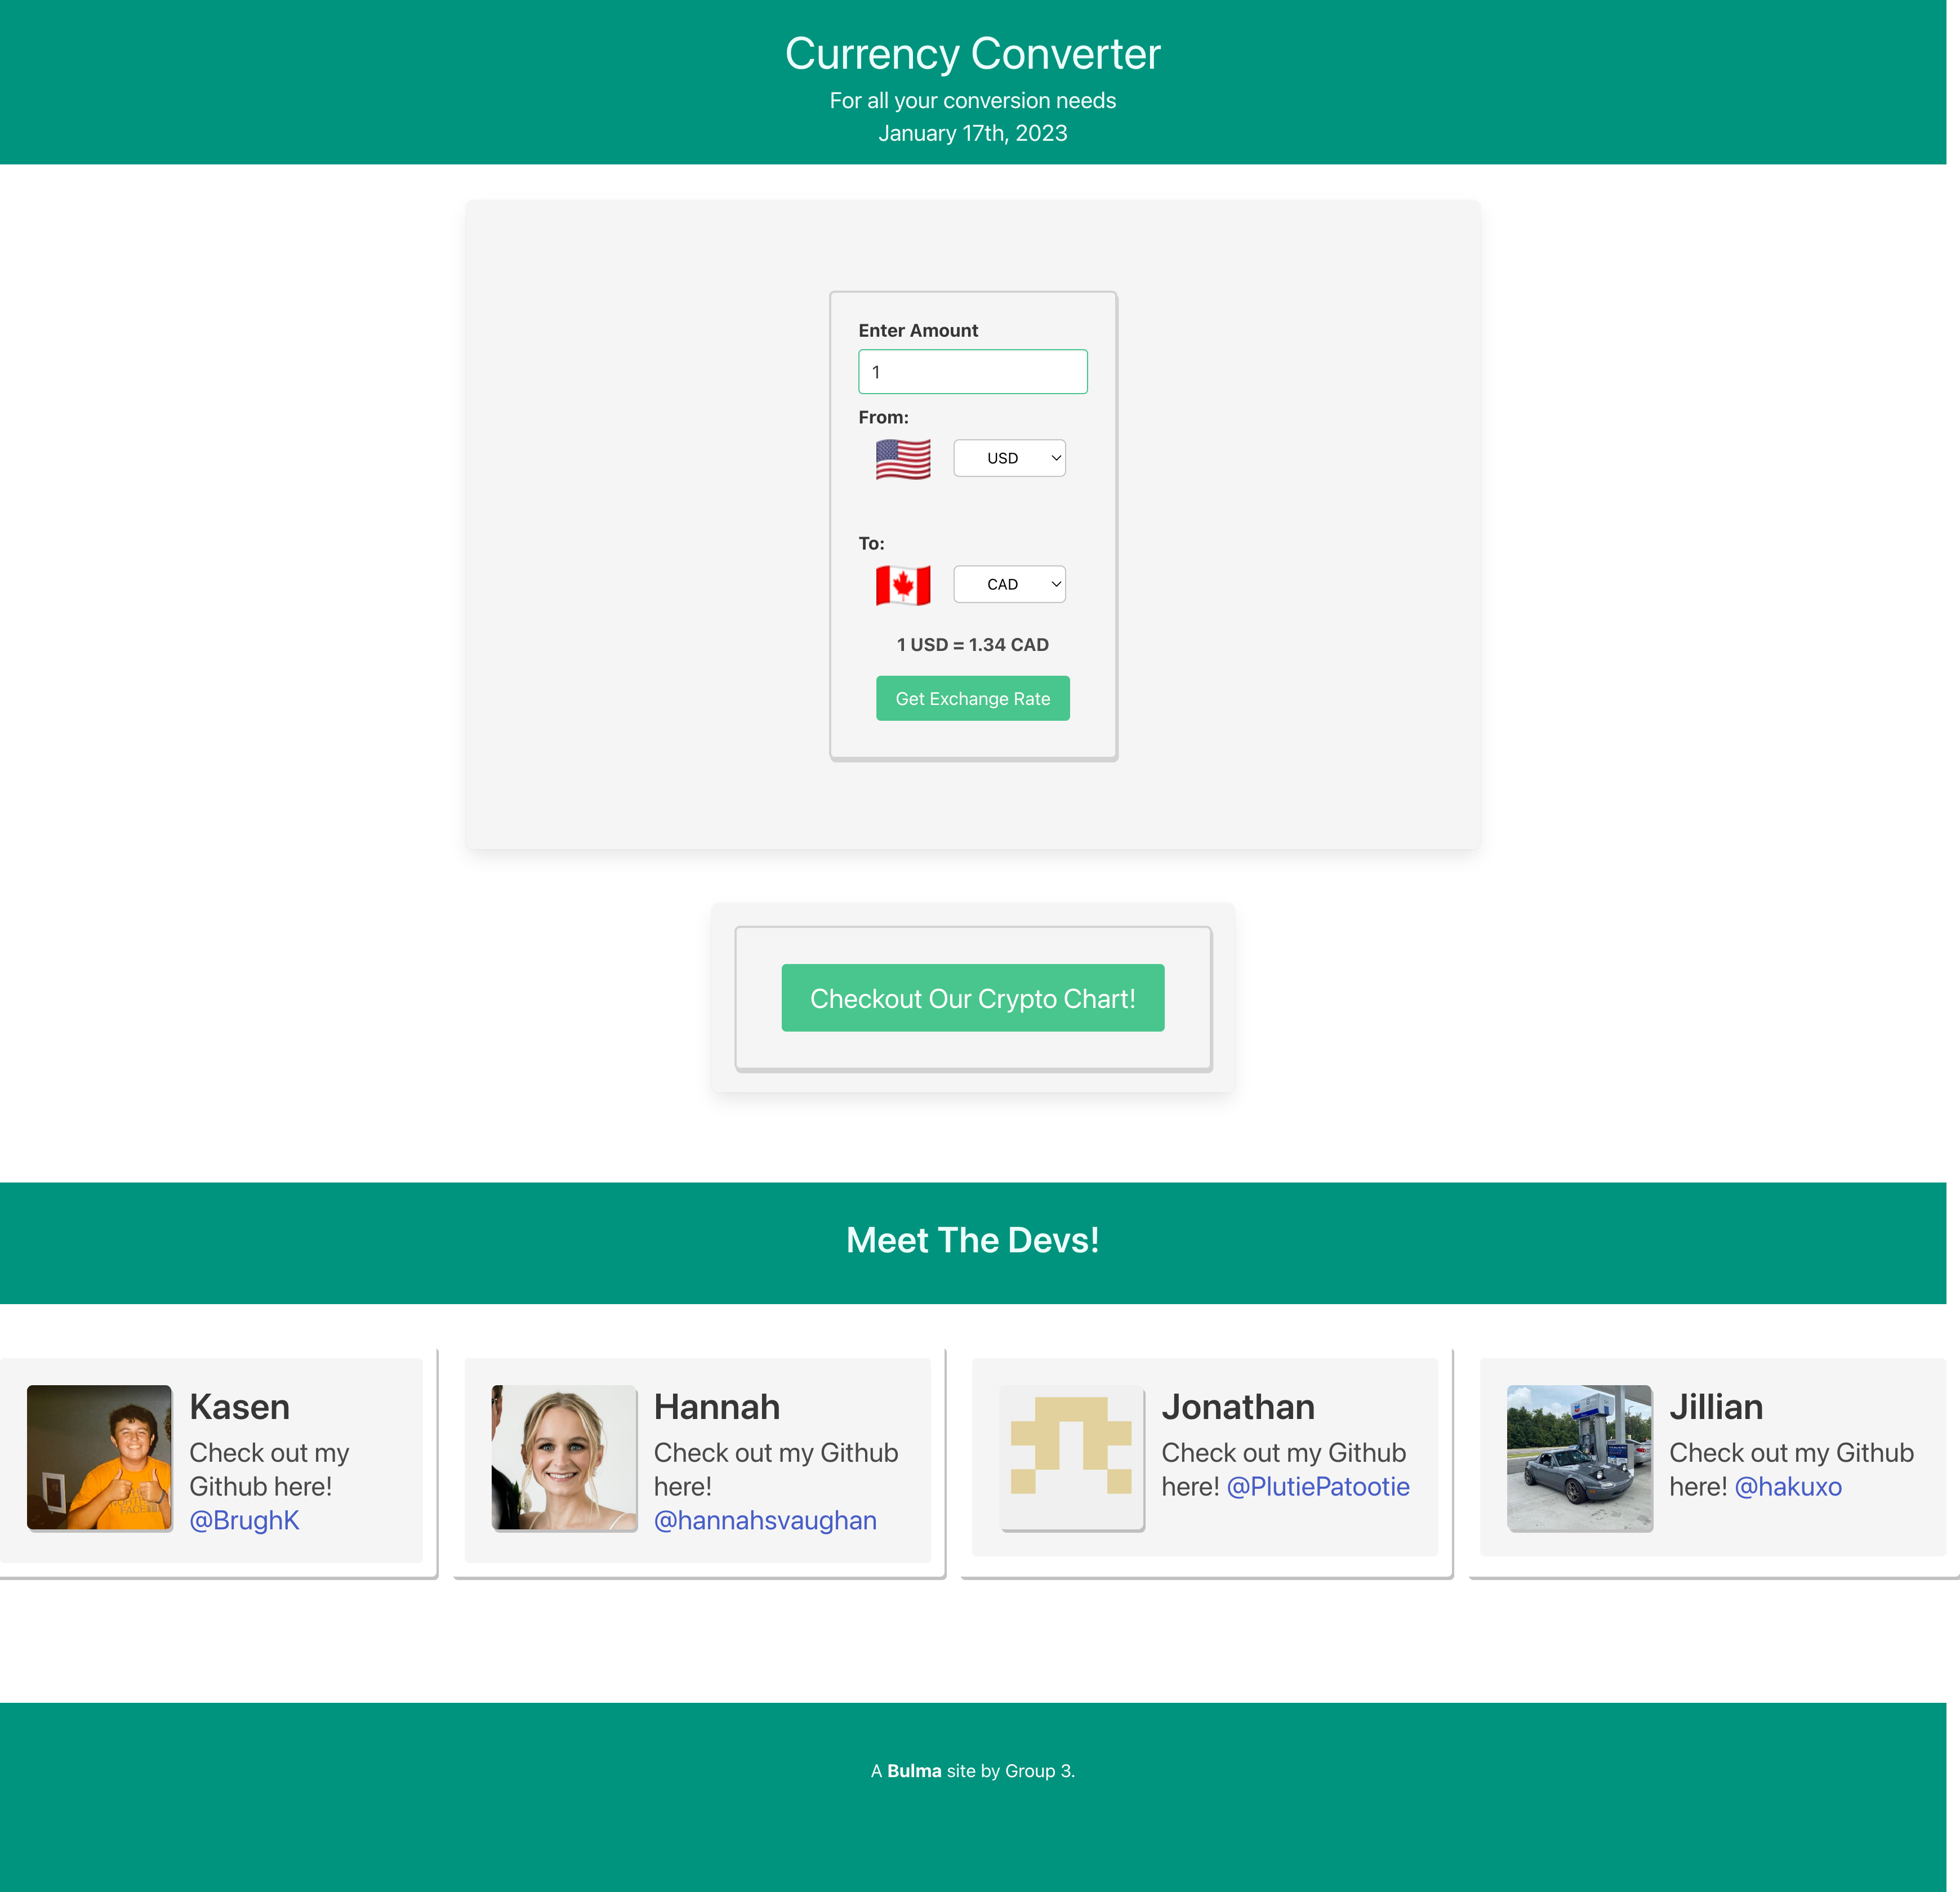 Currency Converter
For all your conversion needs
January 17th, 2023
Enter Amount
1
From:
USD
To:
CAD
1 USD = 1.34 CAD
Get Exchange Rate
Checkout Our Crypto Chart!
Meet The Devs!
Kasen
Check out my
Github here!
@BrughK
Hannah
Check out my Github
here!
@hannahsvaughan
Jonathan
Check out my Github
here! @PlutiePatootie
Jillian
Check out my Github
here! @hakuxo
A Bulma site by Group 3.